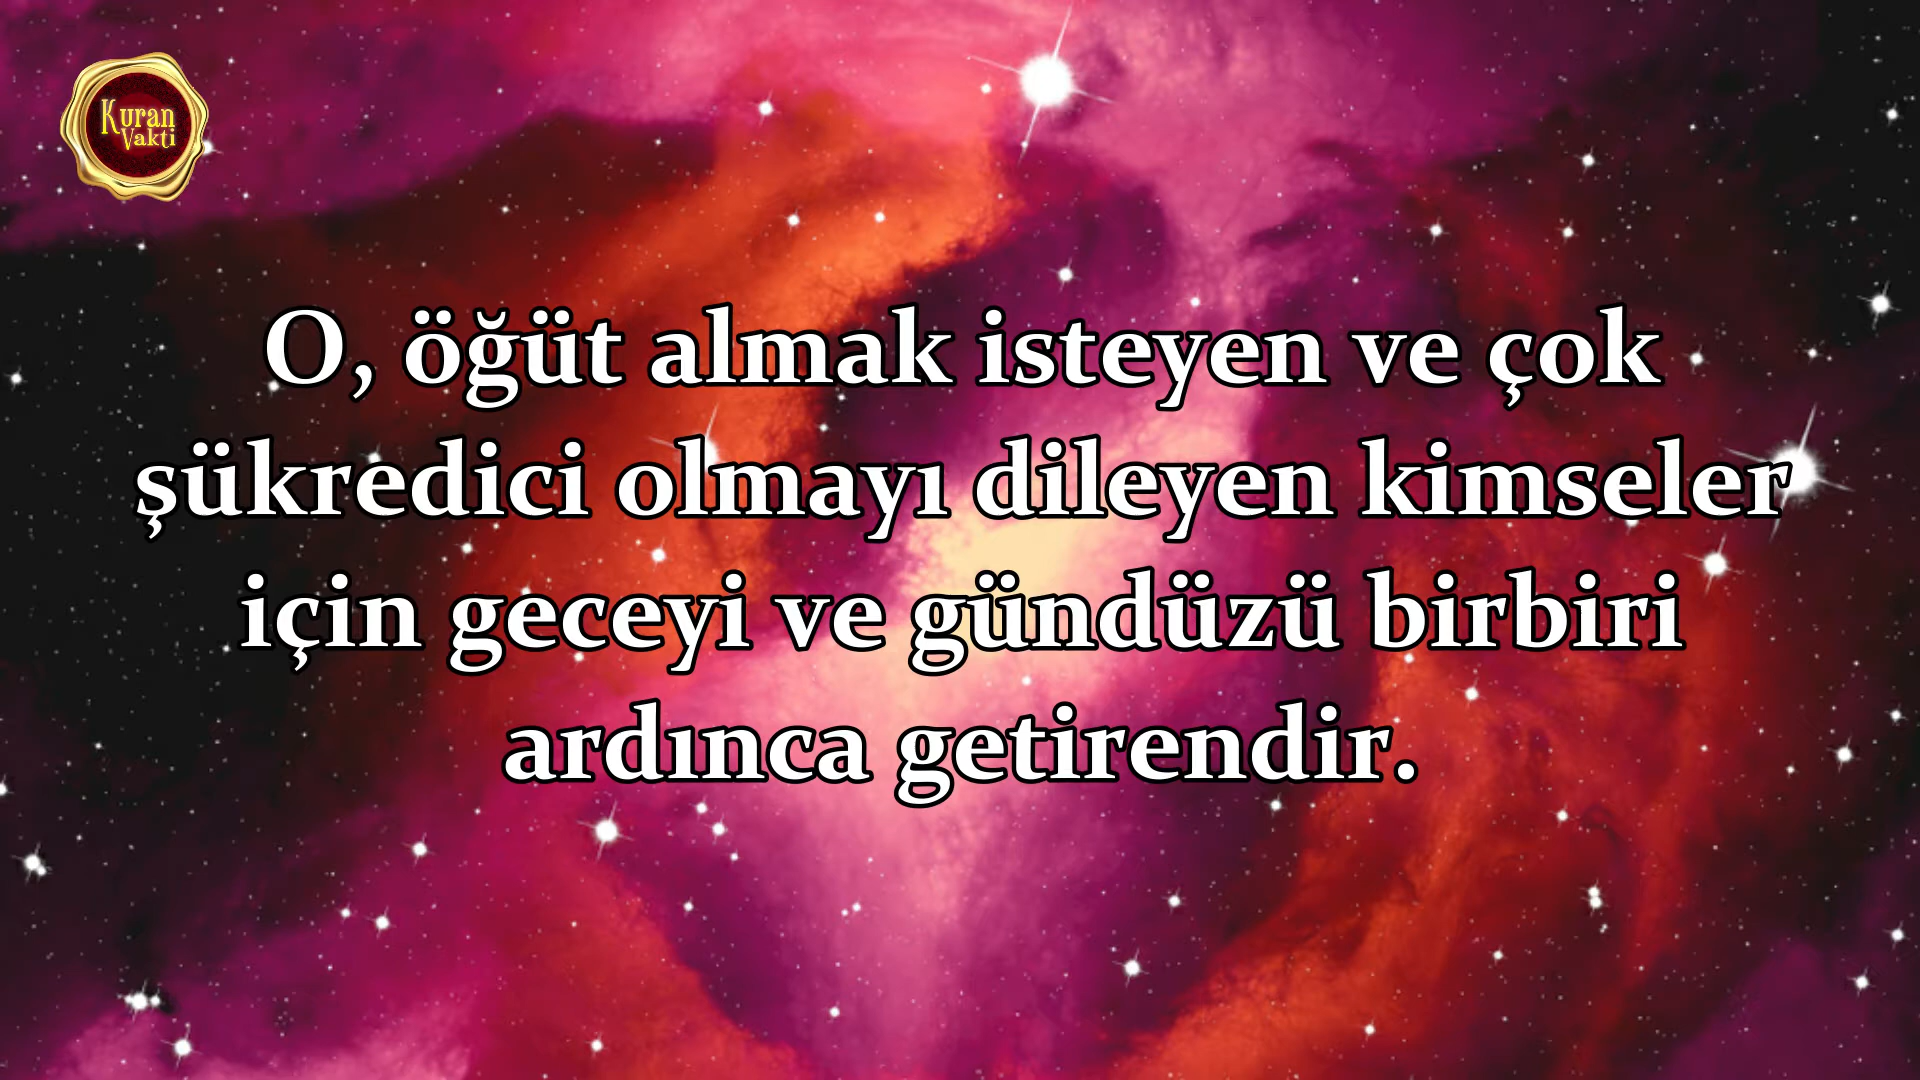 Kuran
Vakti
O, öğüt almak isteyen ve çok
şükredici olmayı dileyen kimseler
için geceyi ve gündüzü birbiri
ardınca getirendir.